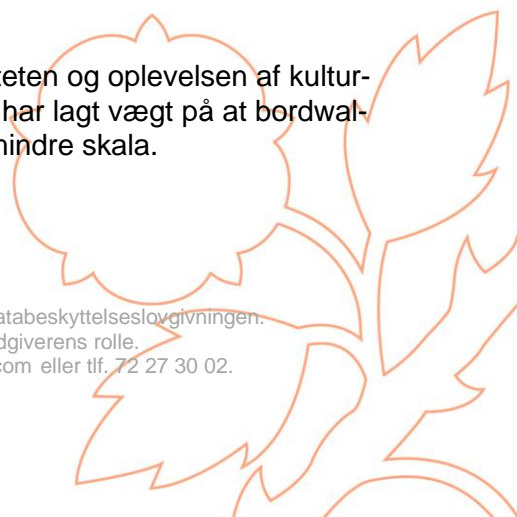 teten og oplevelsen af kultur-
har lagt vægt på at bordwal-
mindre skala.
atabeskyttelseslovgivningen.
dgiverens rolle.
com eller tlf. 72 27 30 02.